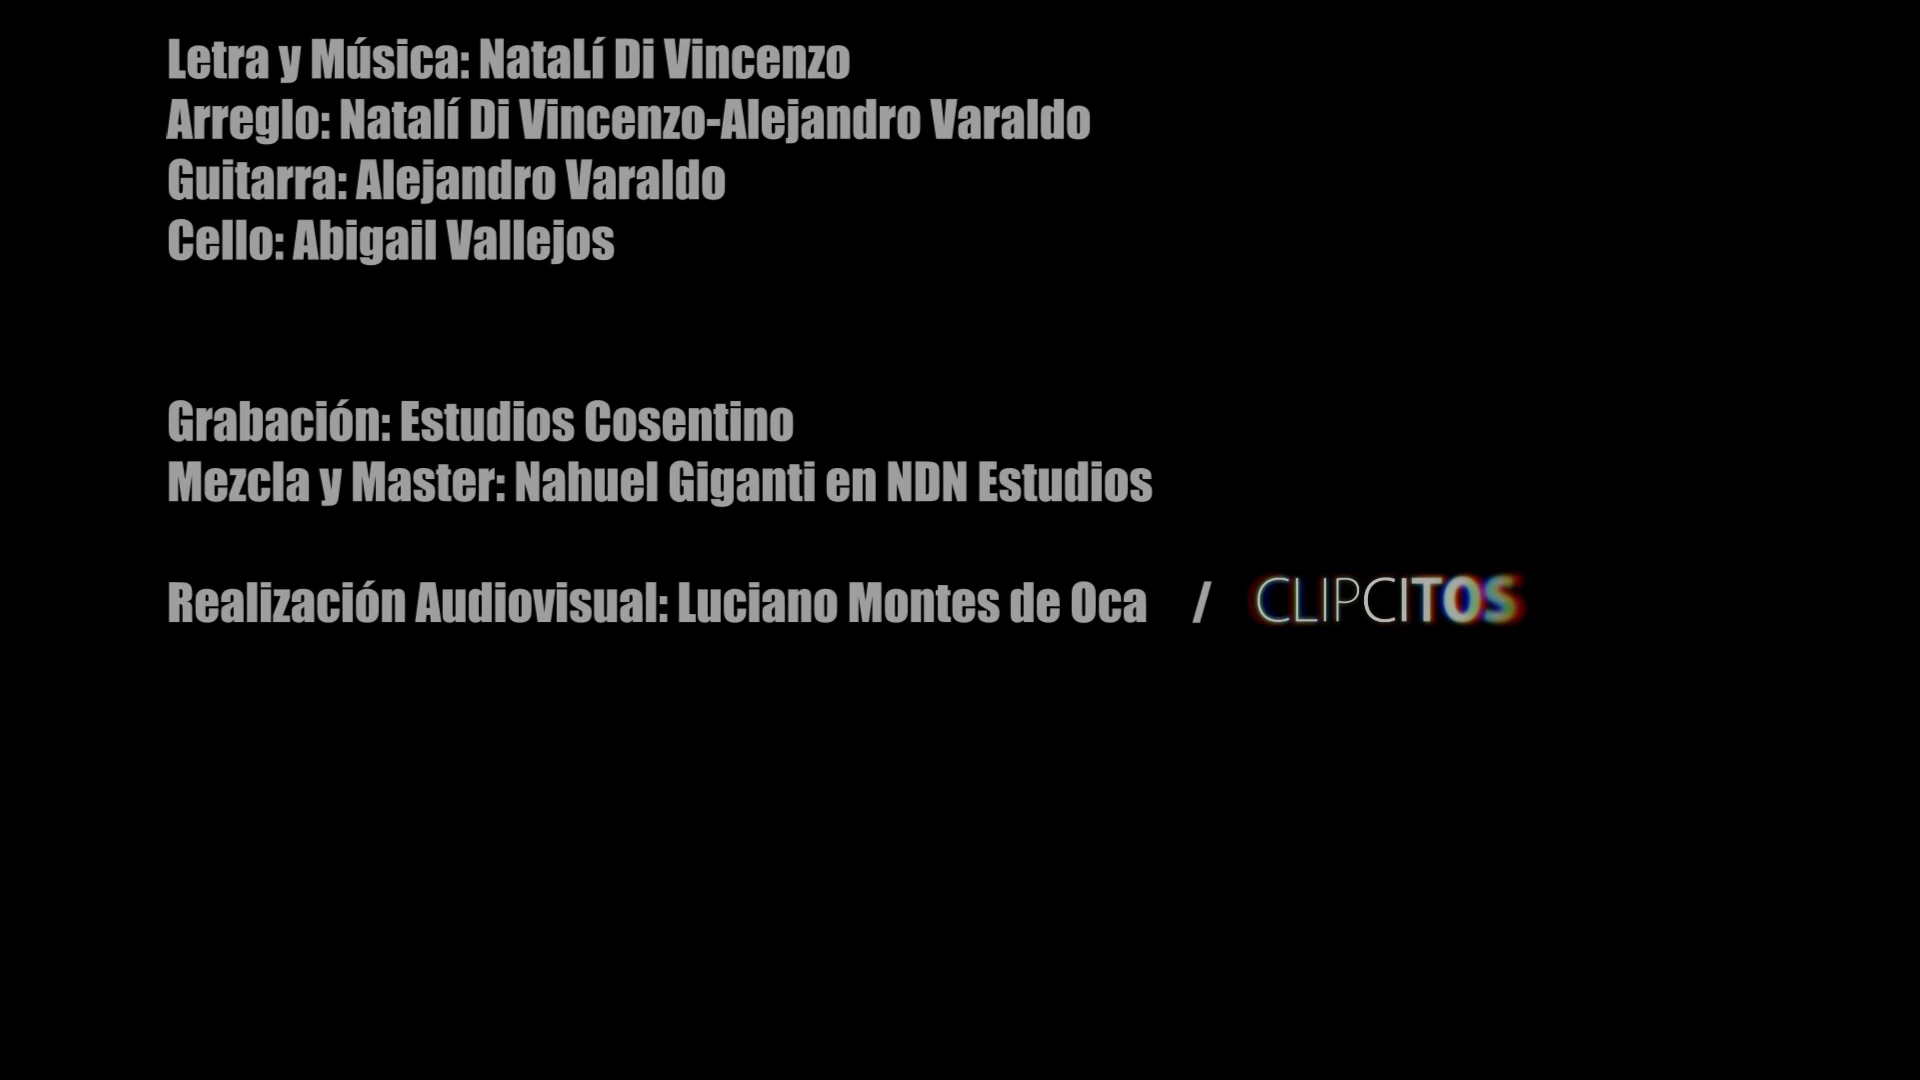 Letra y Música: NataLí Di Vincenzo
Arreglo: Natalí Di Vincenzo-Alejandro Varaldo
Guitarra: Alejandro Varaldo
Cello: Abigail Vallejos
Grabación: Estudios Cosentino
Mezcla y Master: Nahuel Giganti en NDN Estudios
Realización Audiovisual: Luciano Montes de Oca / CLIPCITOS